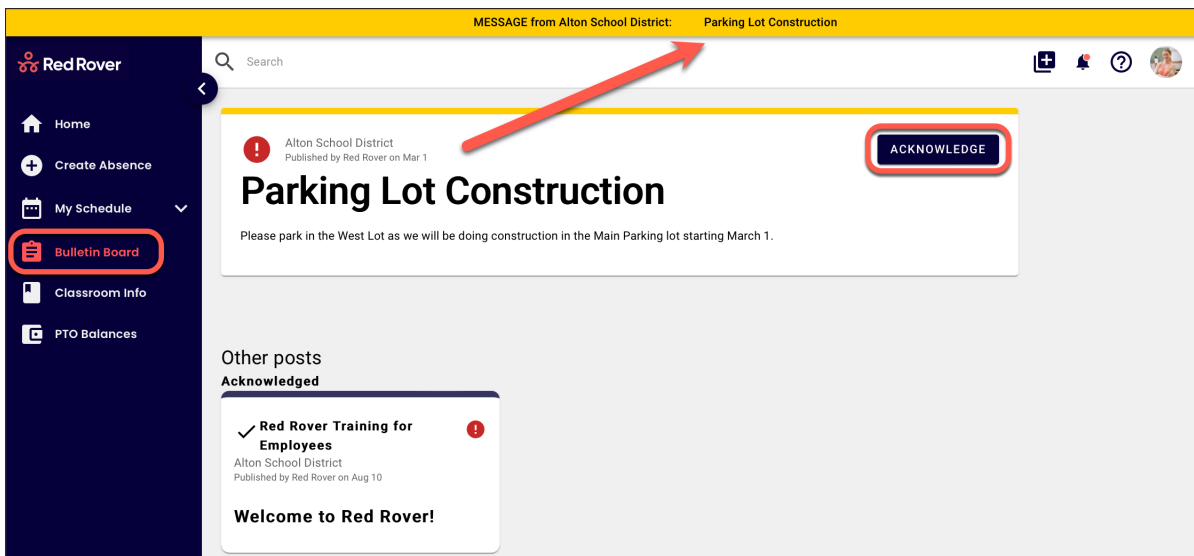 MESSAGE from Alton School District: Parking Lot Construction
Red Rover
Search
Home
Create Absence
My Schedule
Bulletin Board
Classroom Info
PTO Balances
Alton School District
Published by Red Rover on Mar 1
ACKNOWLEDGE
Parking Lot Construction
Please park in the West Lot as we will be doing construction in the Main Parking lot starting March 1.
Other posts
Acknowledged
Red Rover Training for
Employees
Alton School District
Published by Red Rover on Aug 10
Welcome to Red Rover!